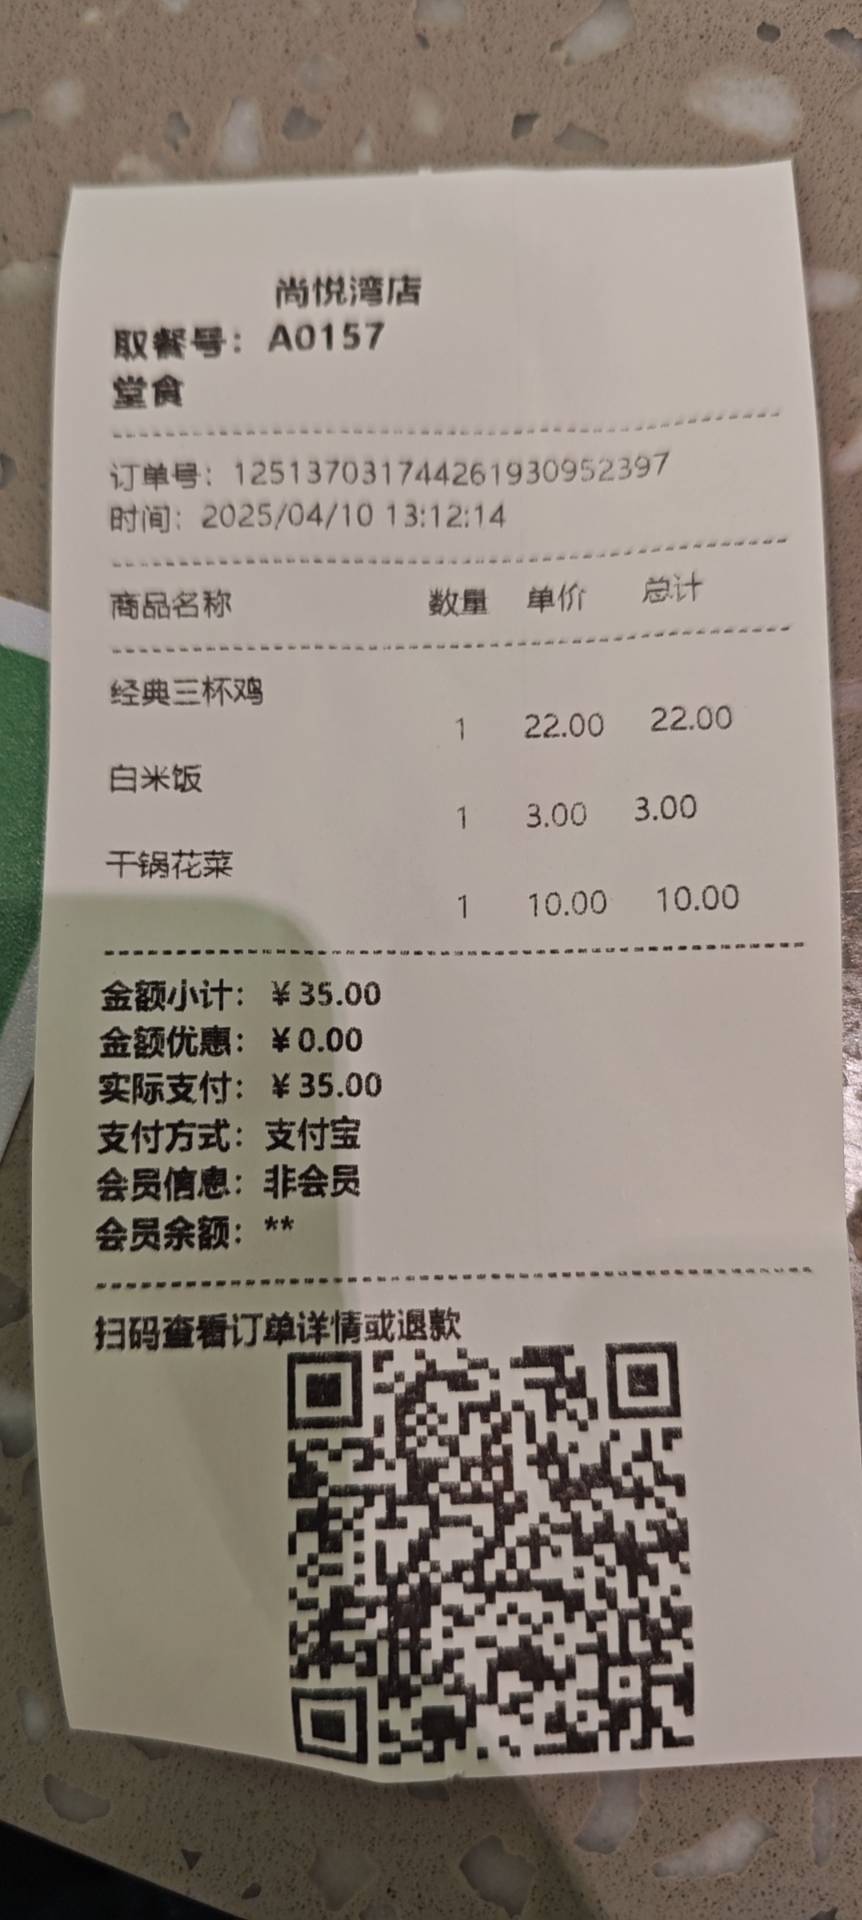 尚悦湾店
取餐号：A0157
堂食
订单号：1251370317442619309​52397
时间：2025/04/10 13:12:14
商品名称 数量 单价 总计
经典三杯鸡
1 22.00 22.00
白米饭
1 3.00 3.00
干锅花菜
1 10.00 10.00
金额小计：￥35.00
金额优惠：￥0.00
实际支付：￥35.00
支付方式：支付宝
会员信息：非会员
会员余额：**
扫码查看订单详情或退款